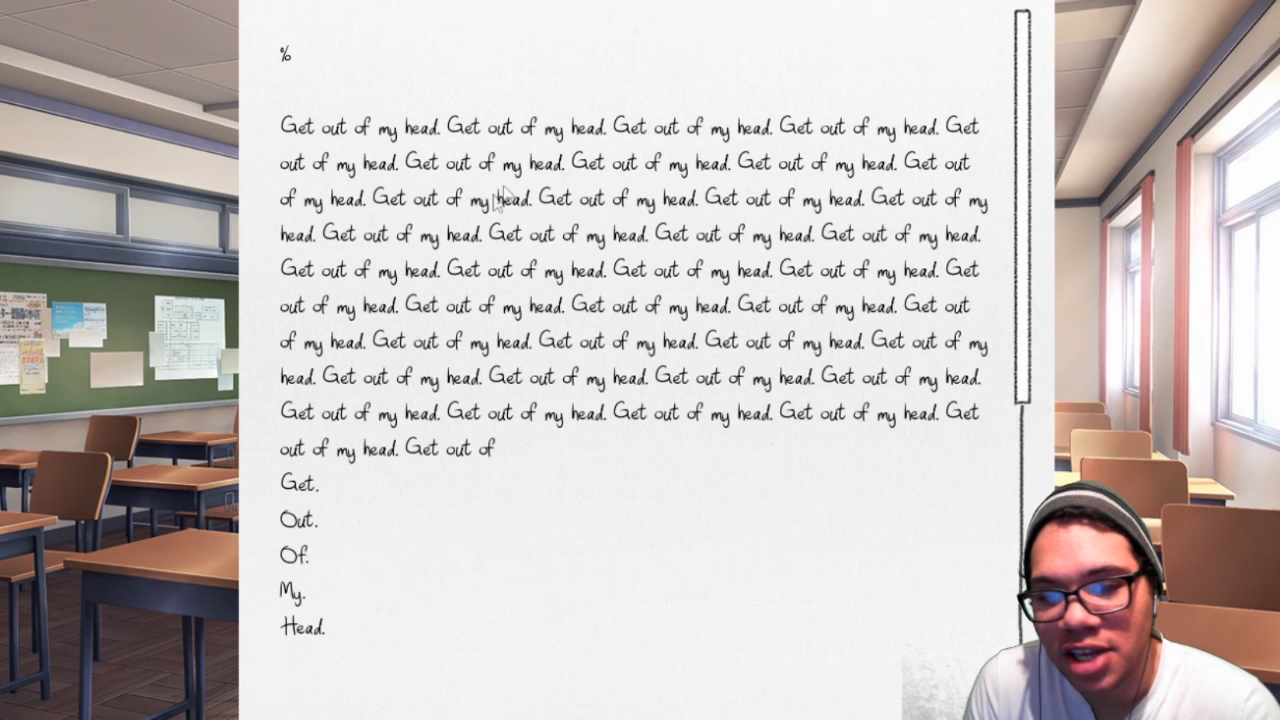 %
Get out of my head. Get out of my head. Get out of my head. Get out of my head. Get
out of my head. Get out of my head. Get out of my head. Get out of my head. Get out
of my head. Get out of my head. Get out of my head. Get out of my head. Get out of my
head. Get out of my head. Get out of my head. Get out of my head. Get out of my head.
Get out of my head. Get out of my head. Get out of my head. Get out of my head. Get
out of my head. Get out of my head. Get out of my head. Get out of my head. Get out
of my head. Get out of my head. Get out of my head. Get out of my head. Get out of my
head. Get out of my head. Get out of my head. Get out of my head. Get out of my head.
Get out of my head. Get out of my head. Get out of my head. Get out of my head. Get
out of my head. Get out of
Get.
Out.
Of.
My.
Head.